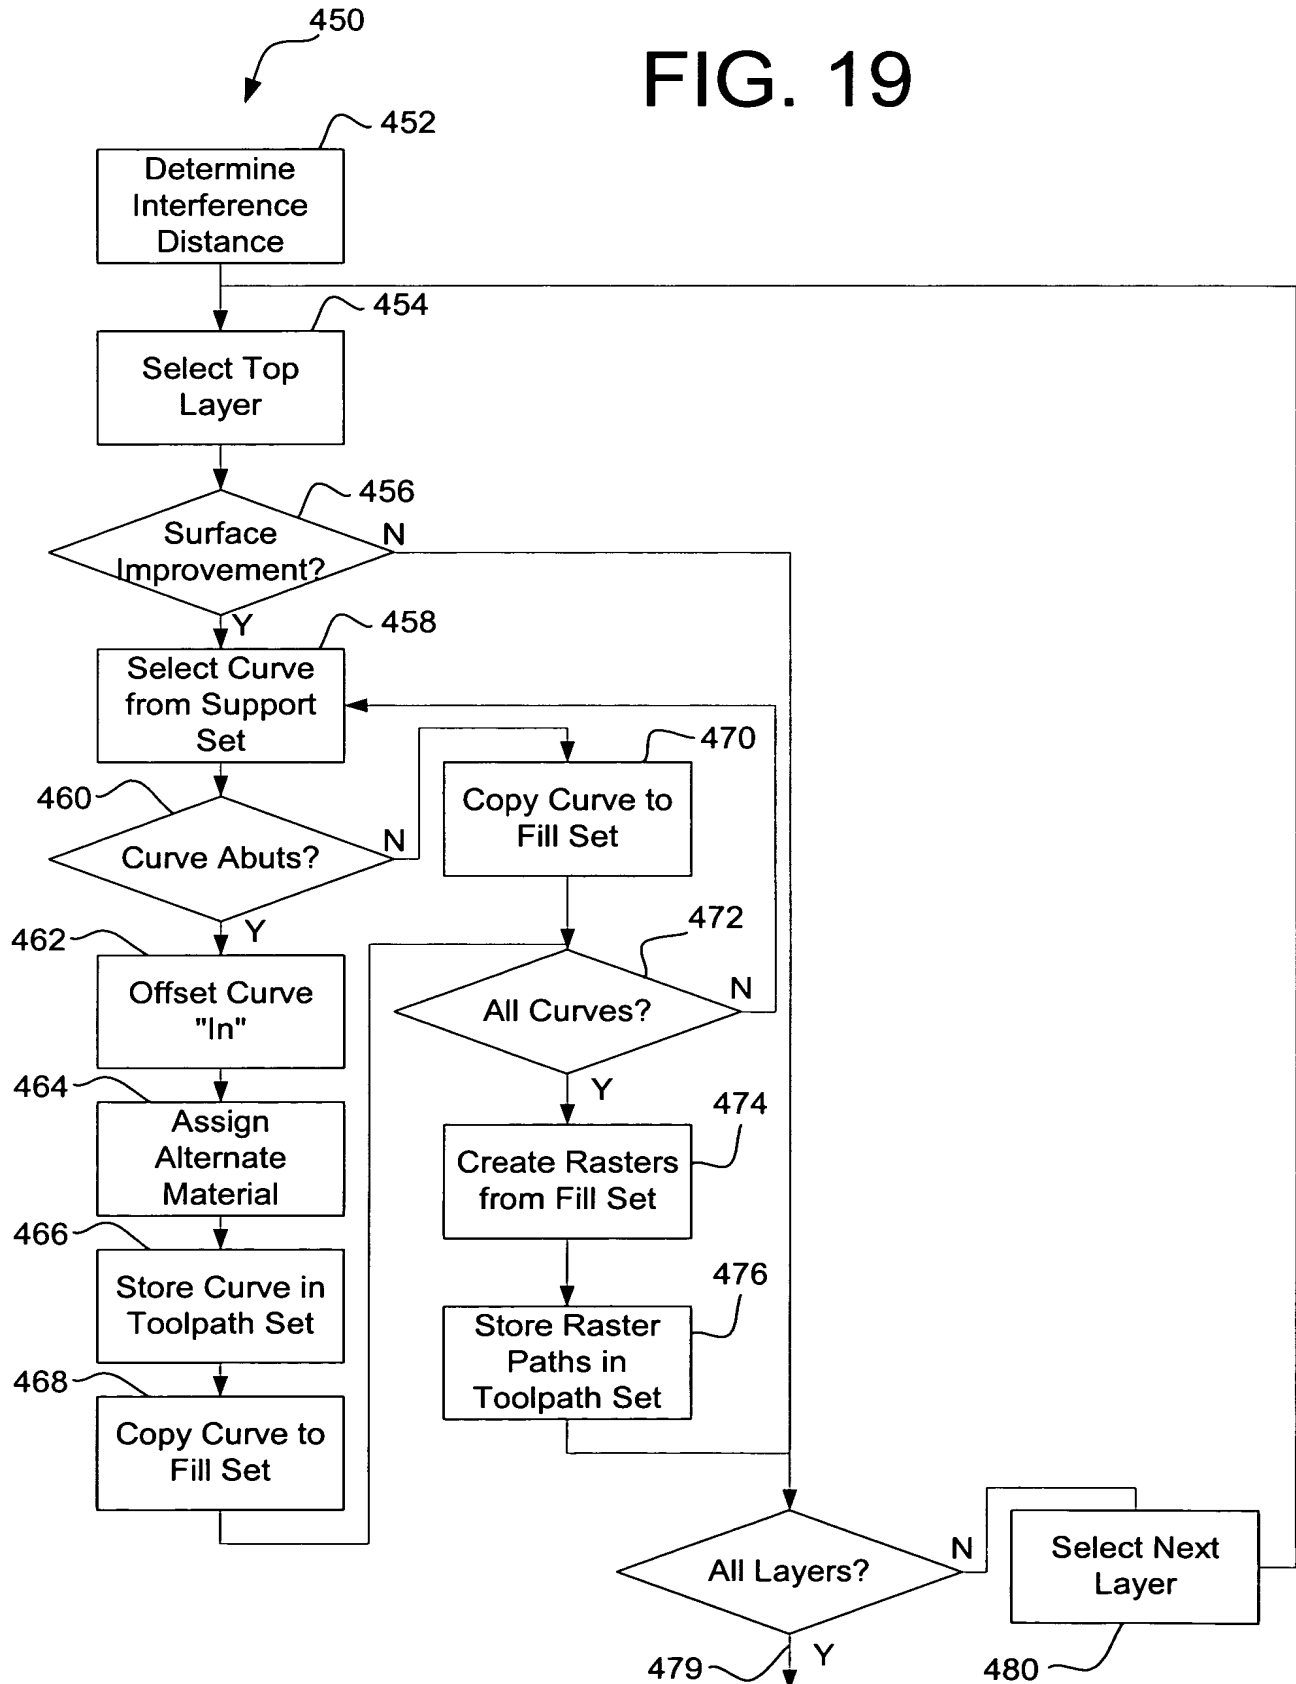 450
FIG. 19
452
Determine
Interference
Distance
454
Select Top
Layer
456
Surface
Improvement?
N
Y
458
Select Curve
from Support
Set
460
Curve Abuts?
N
Y
462
Offset Curve
"In"
464
Assign
Alternate
Material
466
Store Curve in
Toolpath Set
468
Copy Curve to
Fill Set
470
Copy Curve to
Fill Set
472
All Curves?
N
Y
474
Create Rasters
from Fill Set
476
Store Raster
Paths in
Toolpath Set
All Layers?
N
Y
479
Select Next
Layer
480